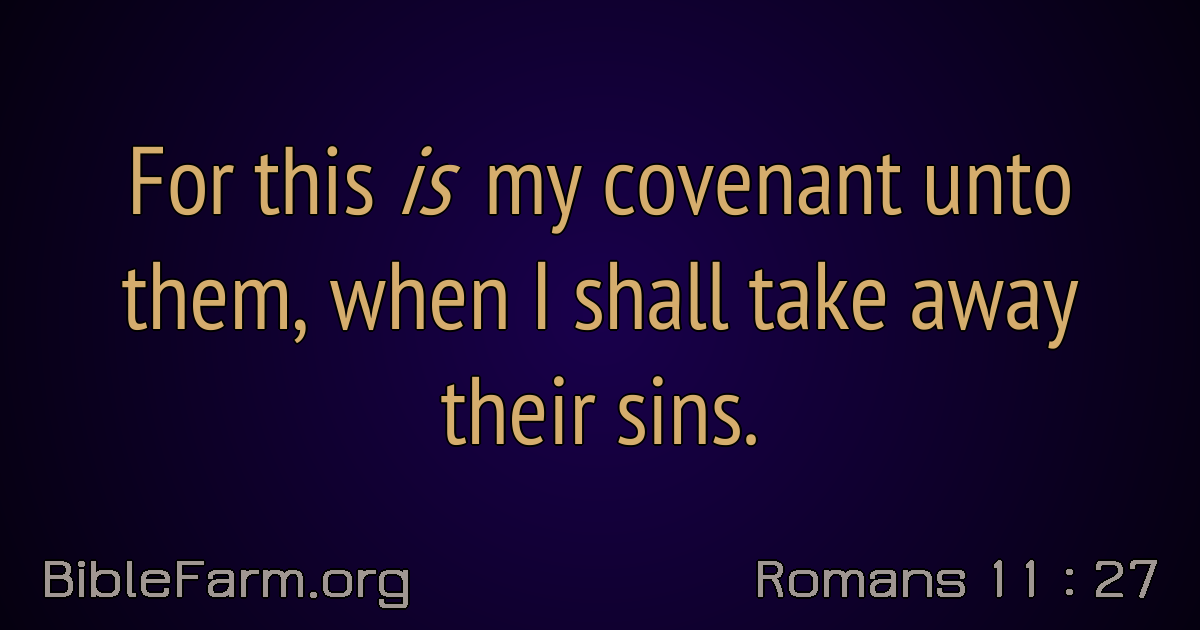 For this is my covenant unto
them, when I shall take away
their sins.
BibleFarm.org
Romans 11 : 27